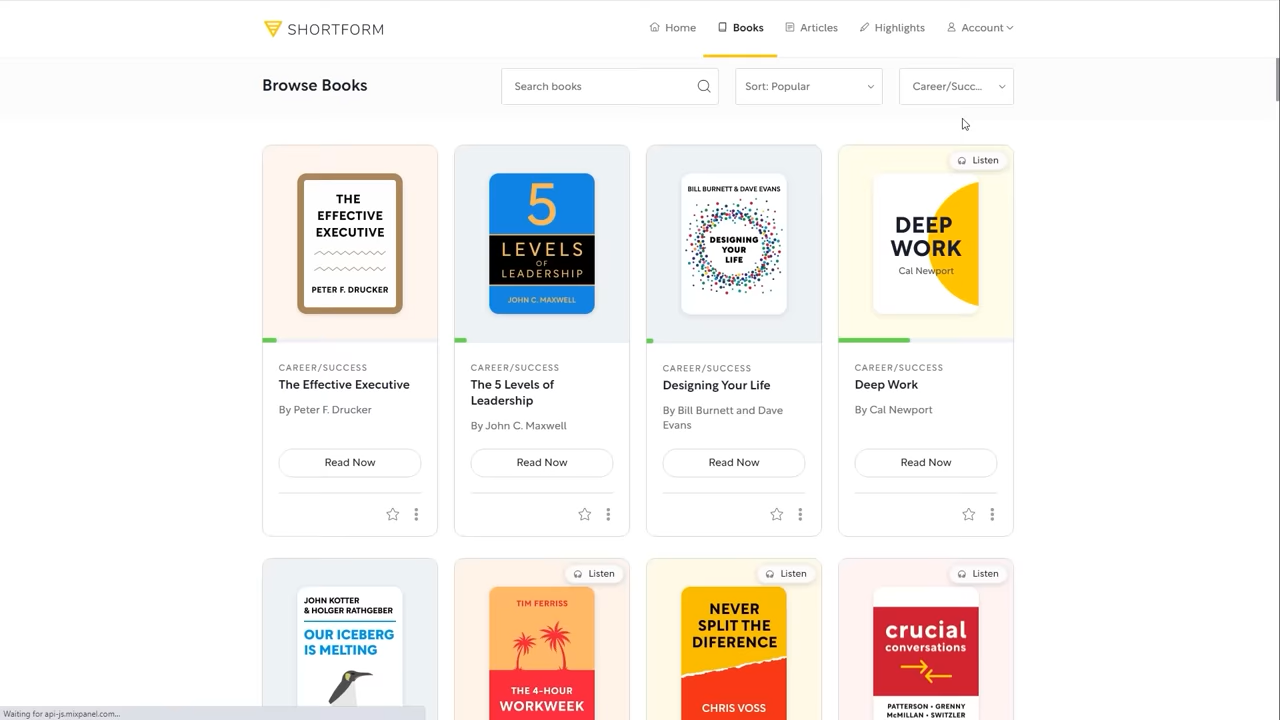 SHORTFORM
Home
Books
Articles
Highlights
Account
Browse Books
Search books
Sort: Popular
Career/Succ...
THE
EFFECTIVE
EXECUTIVE
PETER F. DRUCKER
CAREER/SUCCESS
The Effective Executive
By Peter F. Drucker
Read Now
5
LEVELS
OF
LEADERSHIP
JOHN C. MAXWELL
CAREER/SUCCESS
The 5 Levels of
Leadership
By John C. Maxwell
Read Now
BILL BURNETT & DAVE EVANS
DESIGNING
YOUR
LIFE
CAREER/SUCCESS
Designing Your Life
By Bill Burnett and Dave
Evans
Read Now
Listen
DEEP
WORK
Cal Newport
CAREER/SUCCESS
Deep Work
By Cal Newport
Read Now
JOHN KOTTER
& HOLGER RATHGEBER
OUR ICEBERG
IS MELTING
Listen
TIM FERRISS
THE 4-HOUR
WORKWEEK
Listen
NEVER
SPLIT THE
DIFERENCE
CHRIS VOSS
Listen
crucial
conversations
PATTERSON • GRENNY
McMILLAN • SWITZLER
Waiting for api-js.mixpanel.com...